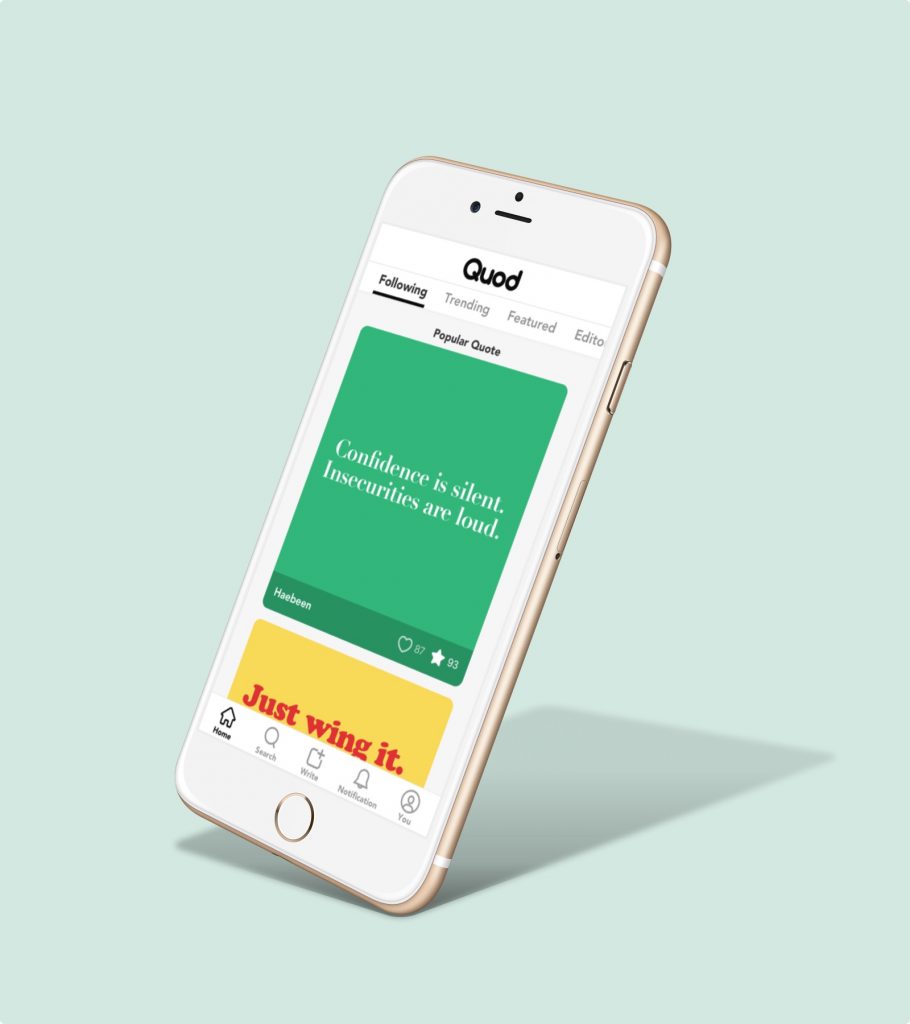 Quod
Following Trending Featured Edito
Popular Quote
Confidence is silent.
Insecurities are loud.
Haebeen
87 93
Just wing it.
Home Search Write Notification You